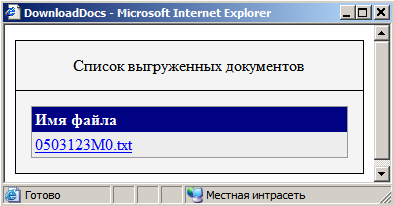 DownloadDocs - Microsoft Internet Explorer
Список выгруженных документов
Имя файла
0503123M0.txt
Готово
Местная интрасеть